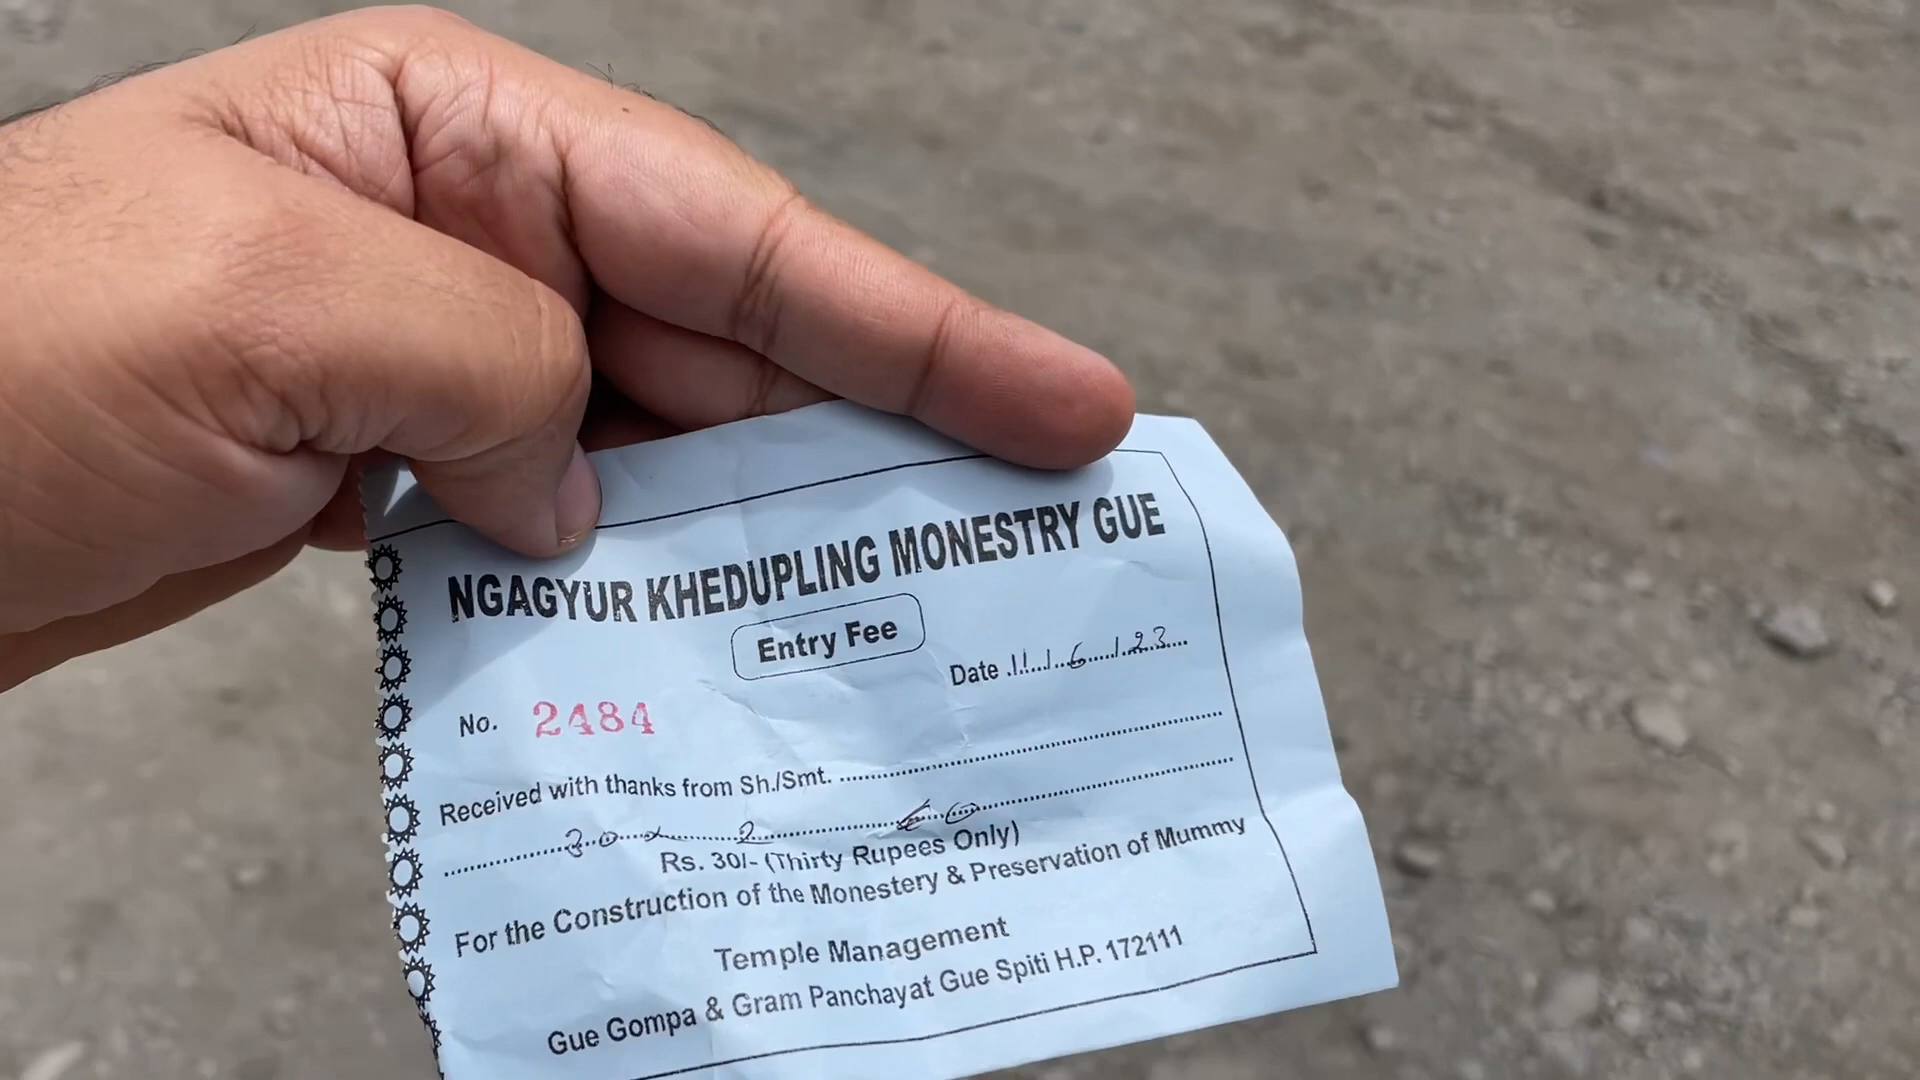 NGAGYUR KHEDUPLING MONESTRY GUE
Entry Fee
Date 11/6/23
No. 2484
Received with thanks from Sh./Smt.
30 x 2 60
Rs. 30/- (Thirty Rupees Only)
For the Construction of the Monestery & Preservation of Mummy
Temple Management
Gue Gompa & Gram Panchayat Gue Spiti H.P. 172111